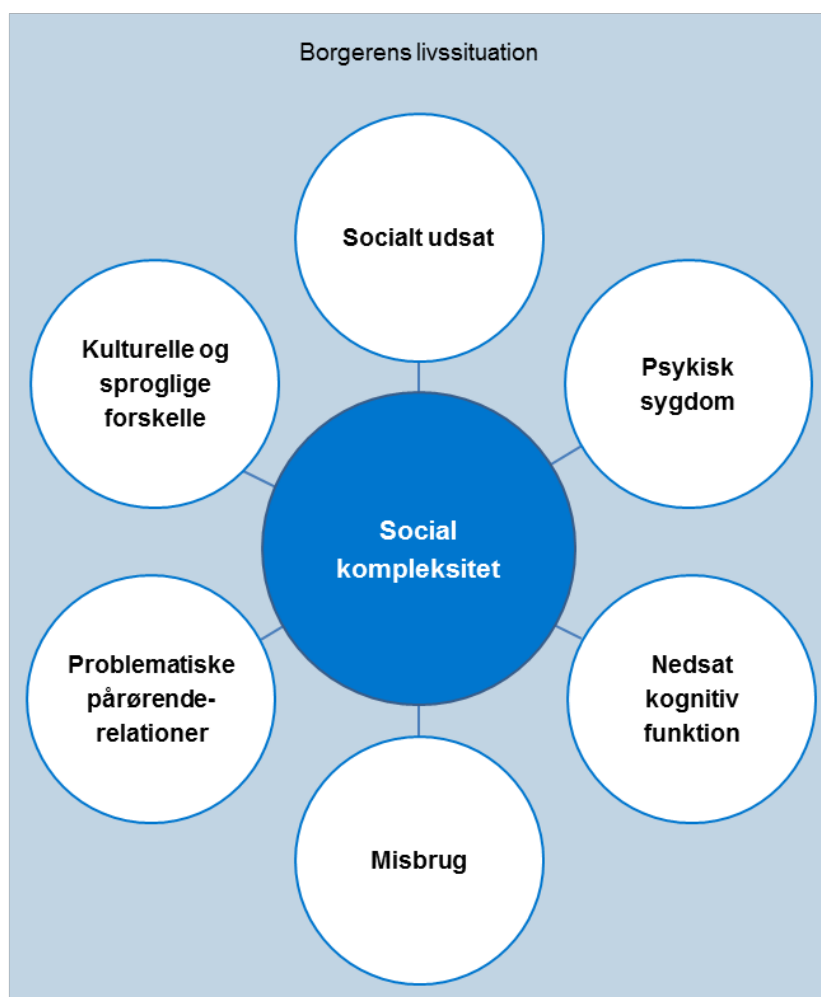 Borgerens livssituation
Socialt udsat
Kulturelle og
sproglige
forskelle
Psykisk
sygdom
Social
kompleksitet
Problematiske
pårørende-
relationer
Nedsat
kognitiv
funktion
Misbrug